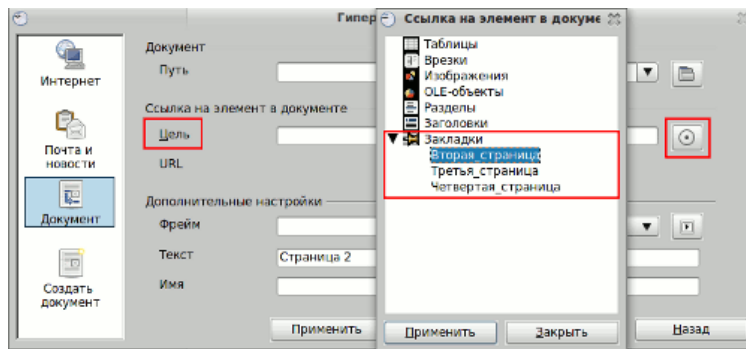 Гипер
Ссылка на элемент в докуме
Интернет
Почта и
новости
Документ
Создать
документ
Документ
Путь
Ссылка на элемент в документе
Цель
URL
Дополнительные настройки
Фрейм
Текст
Страница 2
Имя
Применить
Назад
Таблицы
Врезки
Изображения
OLE-объекты
Разделы
Заголовки
Закладки
Вторая_страница
Третья_страница
Четвертая_страница
Применить
Закрыть